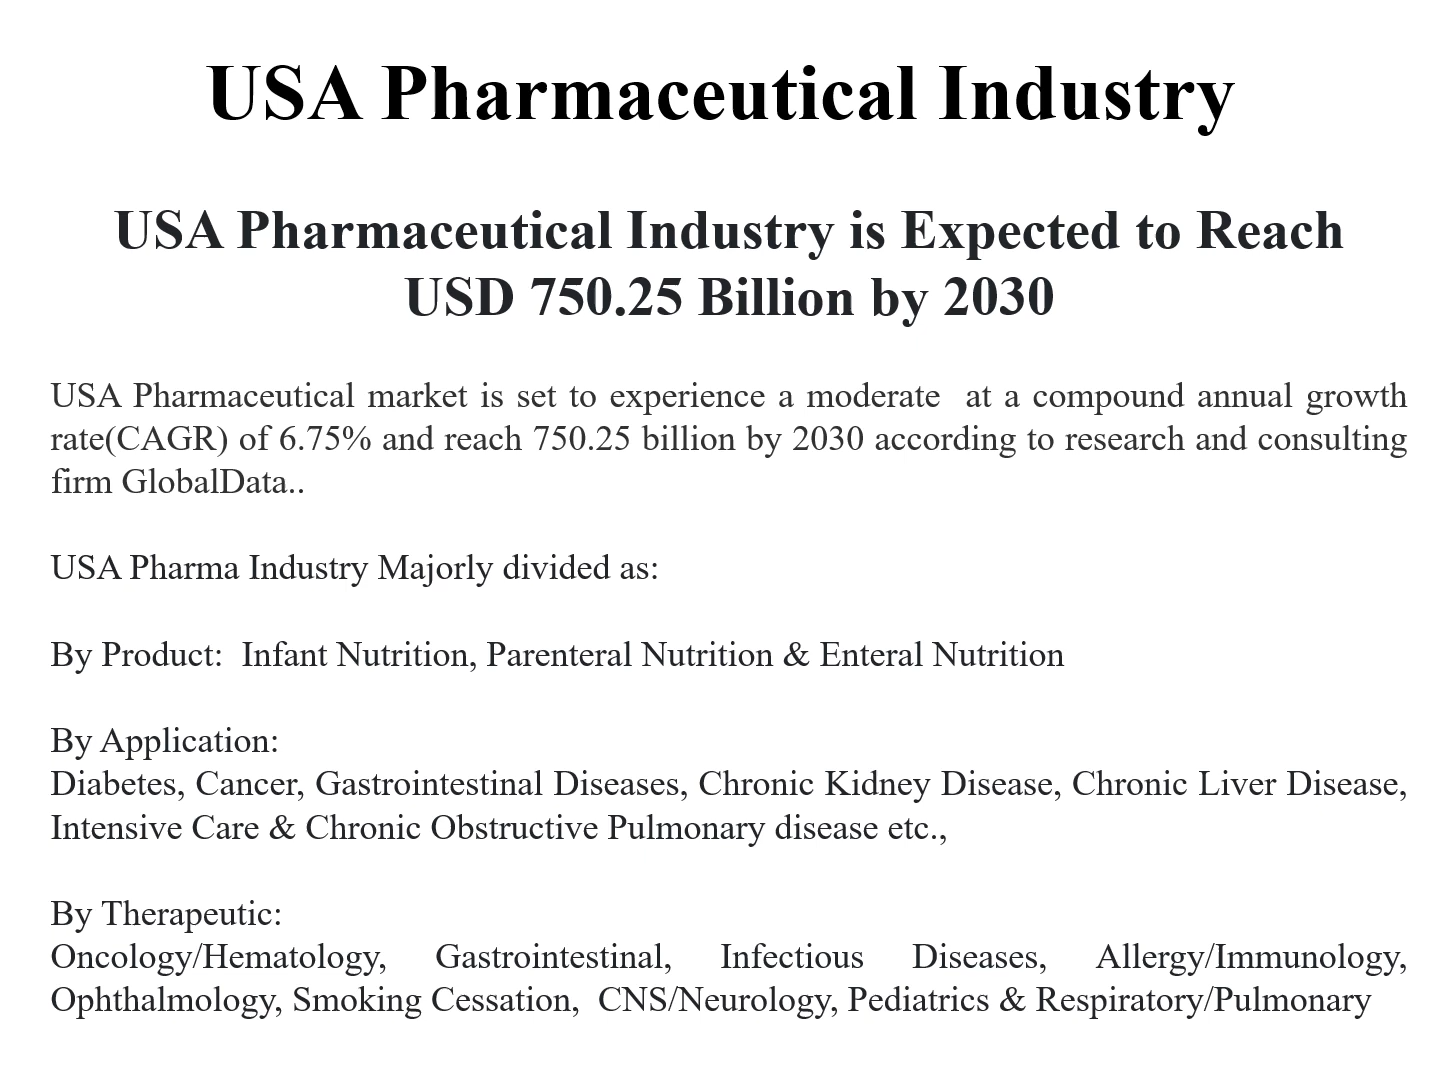 USA Pharmaceutical Industry
USA Pharmaceutical Industry is Expected to Reach
USD 750.25 Billion by 2030
USA Pharmaceutical market is set to experience a moderate  at a compound annual growth
rate(CAGR) of 6.75% and reach 750.25 billion by 2030 according to research and consulting
firm GlobalData..
USA Pharma Industry Majorly divided as:
By Product:  Infant Nutrition, Parenteral Nutrition & Enteral Nutrition
By Application:
Diabetes, Cancer, Gastrointestinal Diseases, Chronic Kidney Disease, Chronic Liver Disease,
Intensive Care & Chronic Obstructive Pulmonary disease etc.,
By Therapeutic:
Oncology/Hematology, Gastrointestinal, Infectious Diseases, Allergy/Immunology,
Ophthalmology, Smoking Cessation,  CNS/Neurology, Pediatrics & Respiratory/Pulmonary